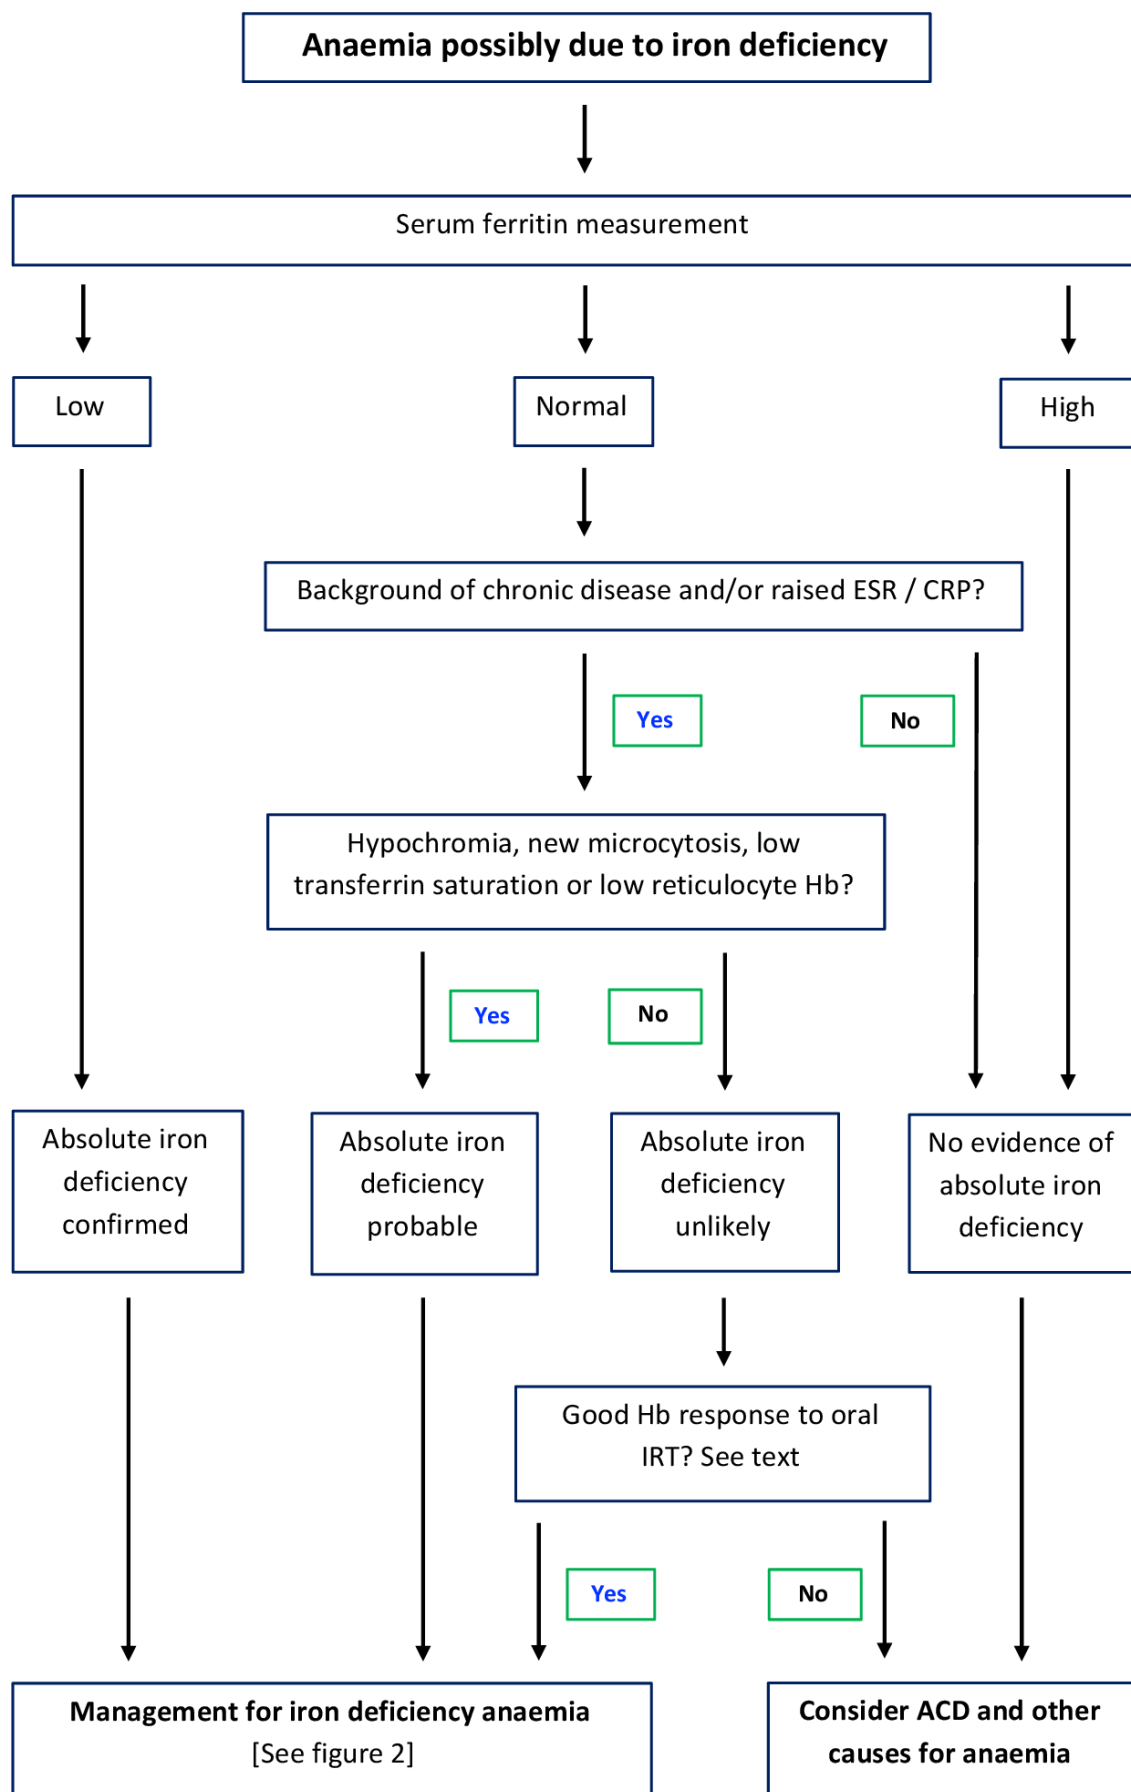 Anaemia possibly due to iron deficiency
Serum ferritin measurement
Low
Normal
High
Background of chronic disease and/or raised ESR / CRP?
Yes
No
Hypochromia, new microcytosis, low
transferrin saturation or low reticulocyte Hb?
Yes
No
Absolute iron
deficiency
confirmed
Absolute iron
deficiency
probable
Absolute iron
deficiency
unlikely
No evidence of
absolute iron
deficiency
Good Hb response to oral
IRT? See text
Yes
No
Management for iron deficiency anaemia
[See figure 2]
Consider ACD and other
causes for anaemia